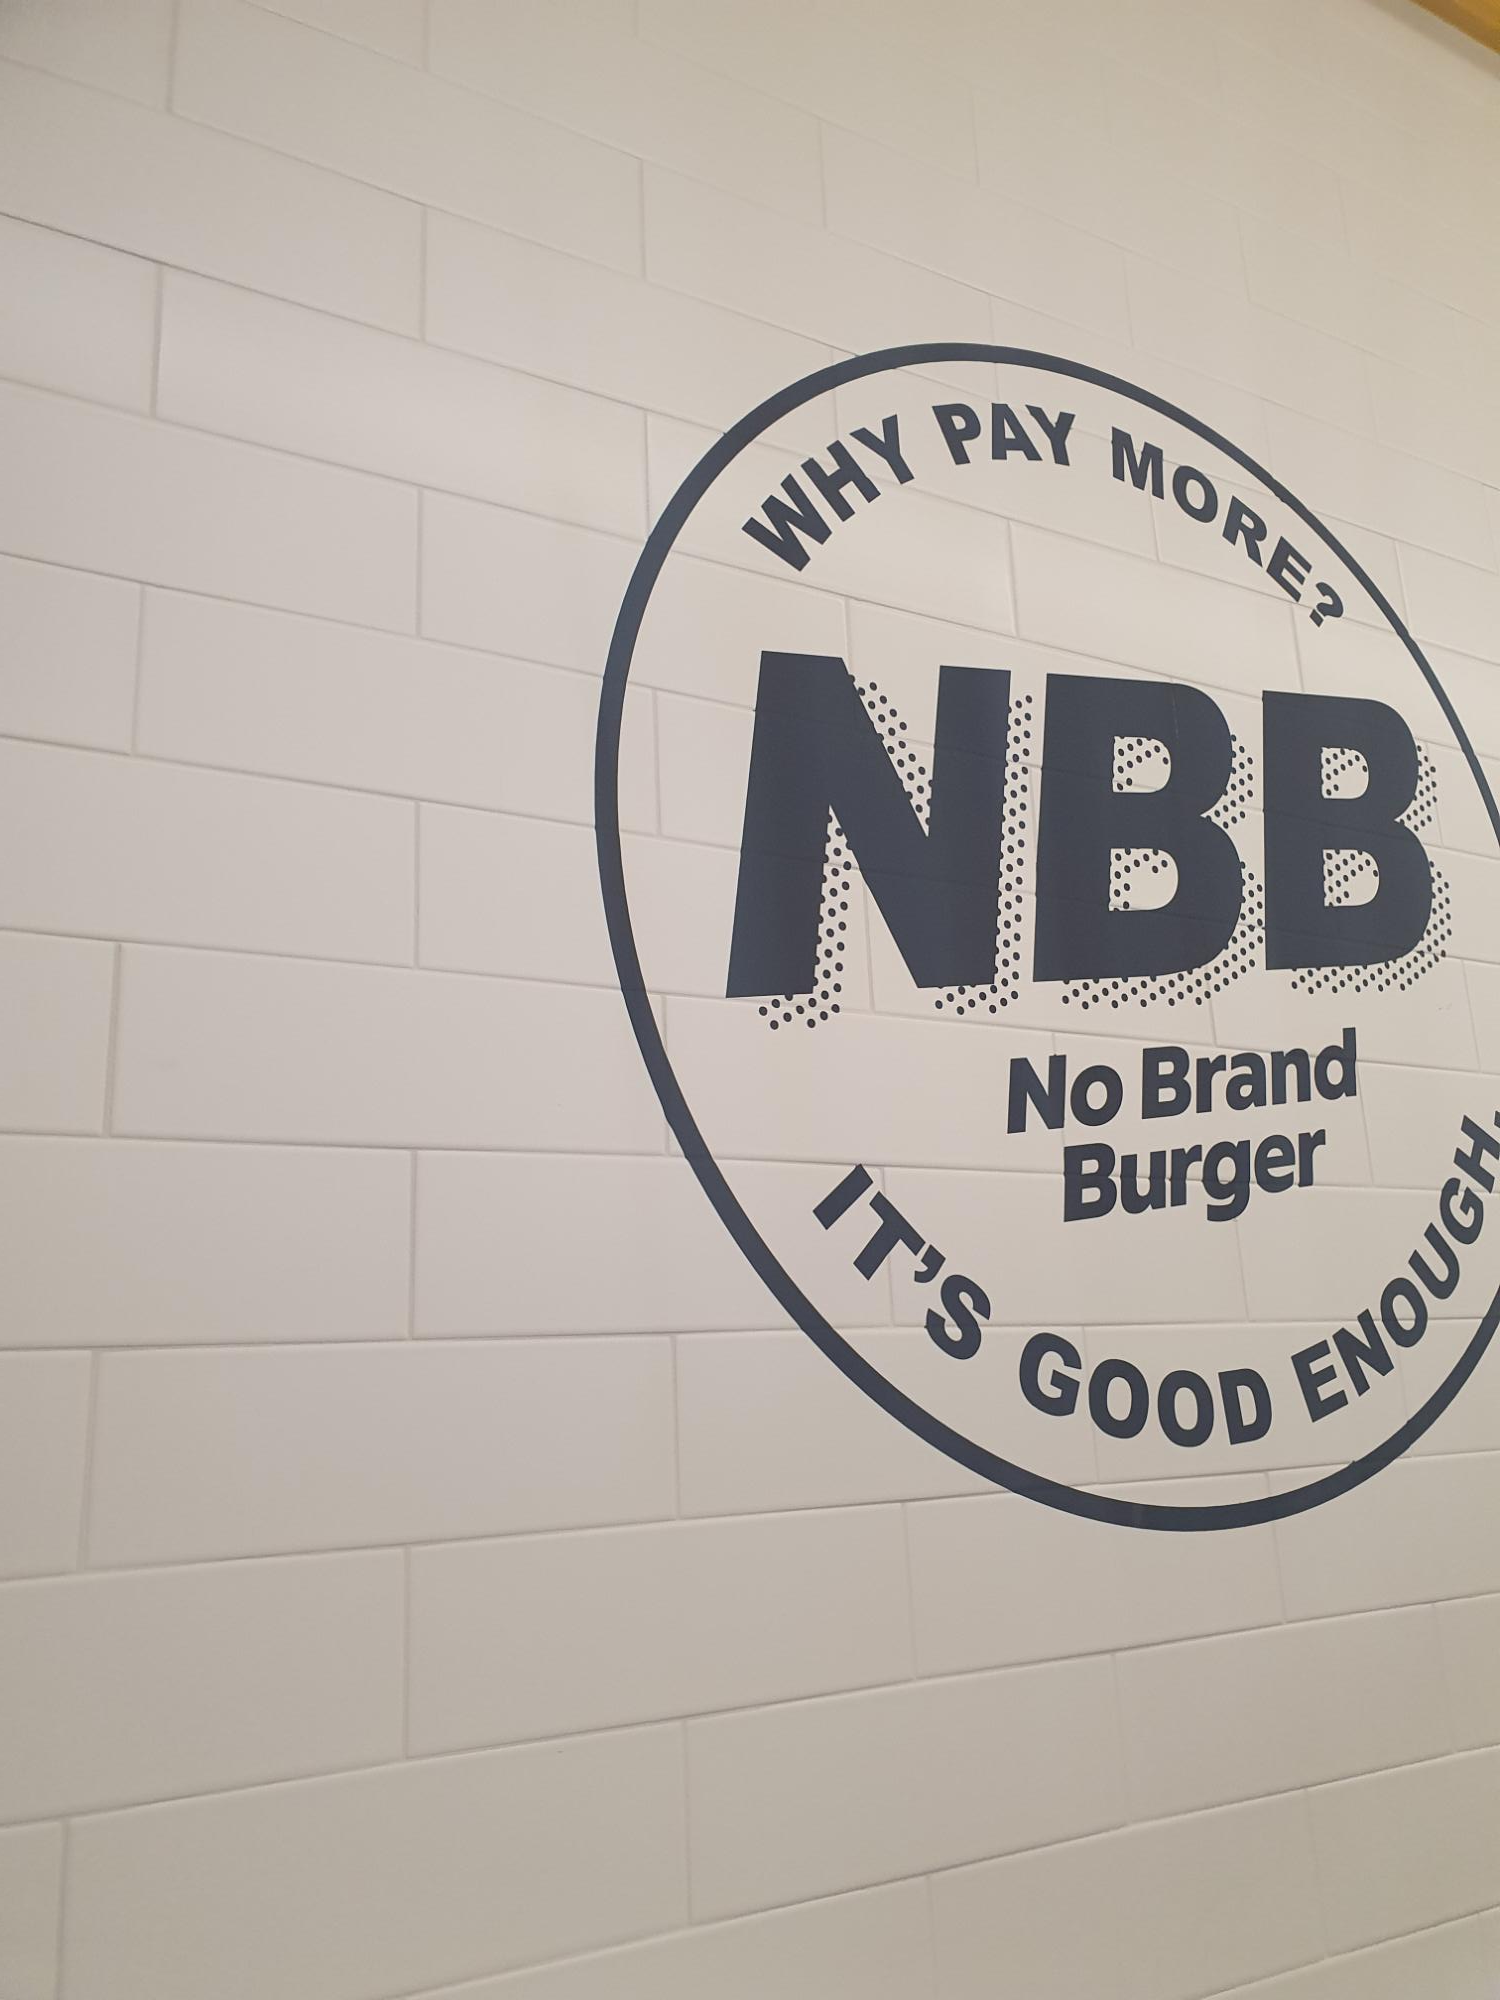 WHY PAY MORE?
NBB
No Brand
Burger
IT'S GOOD ENOUGH.